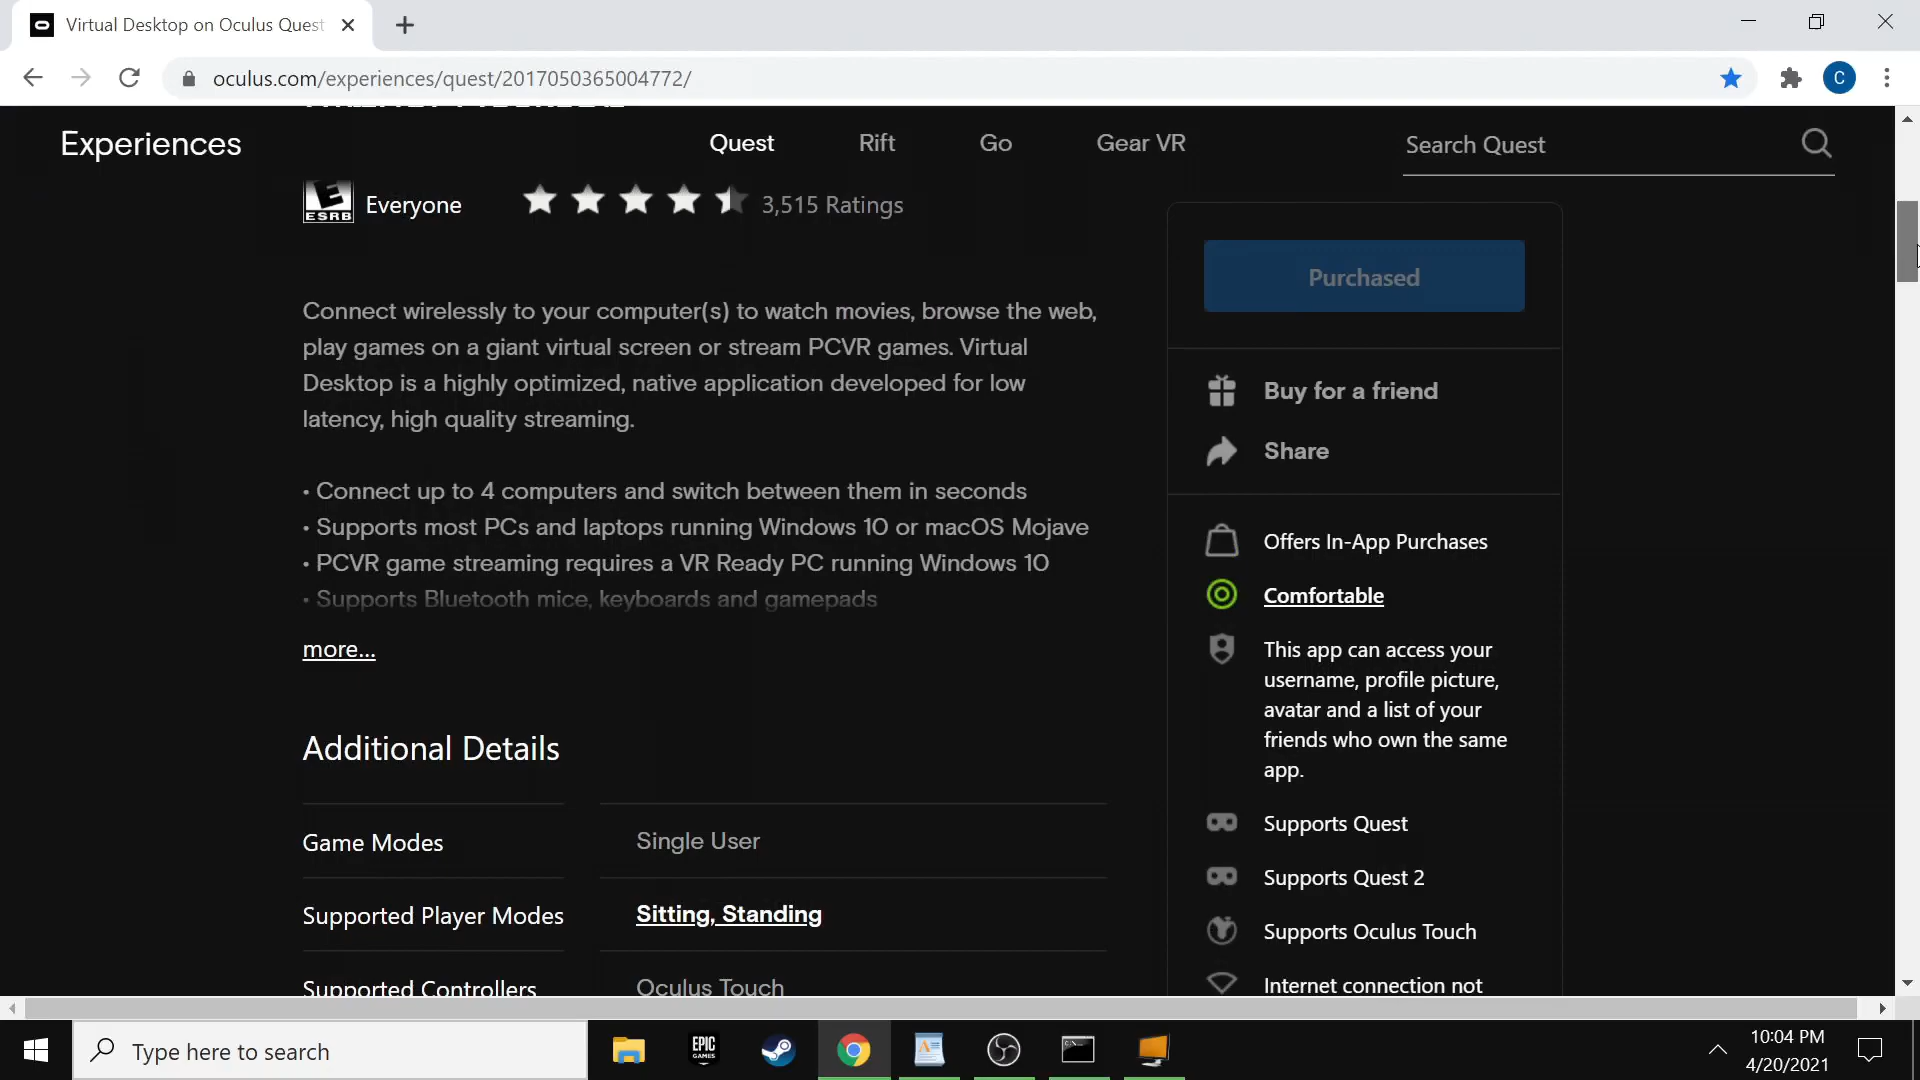 Virtual Desktop on Oculus Quest
oculus.com/experiences/quest/2017050365004772/
C
Experiences
Quest
Rift
Go
Gear VR
Search Quest
E
ESRB
Everyone
3,515 Ratings
Purchased
Connect wirelessly to your computer(s) to watch movies, browse the web,
play games on a giant virtual screen or stream PCVR games. Virtual
Desktop is a highly optimized, native application developed for low
latency, high quality streaming.
• Connect up to 4 computers and switch between them in seconds
• Supports most PCs and laptops running Windows 10 or macOS Mojave
• PCVR game streaming requires a VR Ready PC running Windows 10
• Supports Bluetooth mice, keyboards and gamepads
more...
Buy for a friend
Share
Offers In-App Purchases
Comfortable
This app can access your
username, profile picture,
avatar and a list of your
friends who own the same
app.
Supports Quest
Supports Quest 2
Supports Oculus Touch
Internet connection not
Additional Details
Game Modes
Single User
Supported Player Modes
Sitting, Standing
Supported Controllers
Oculus Touch
Type here to search
EPIC
GAMES
10:04 PM
4/20/2021